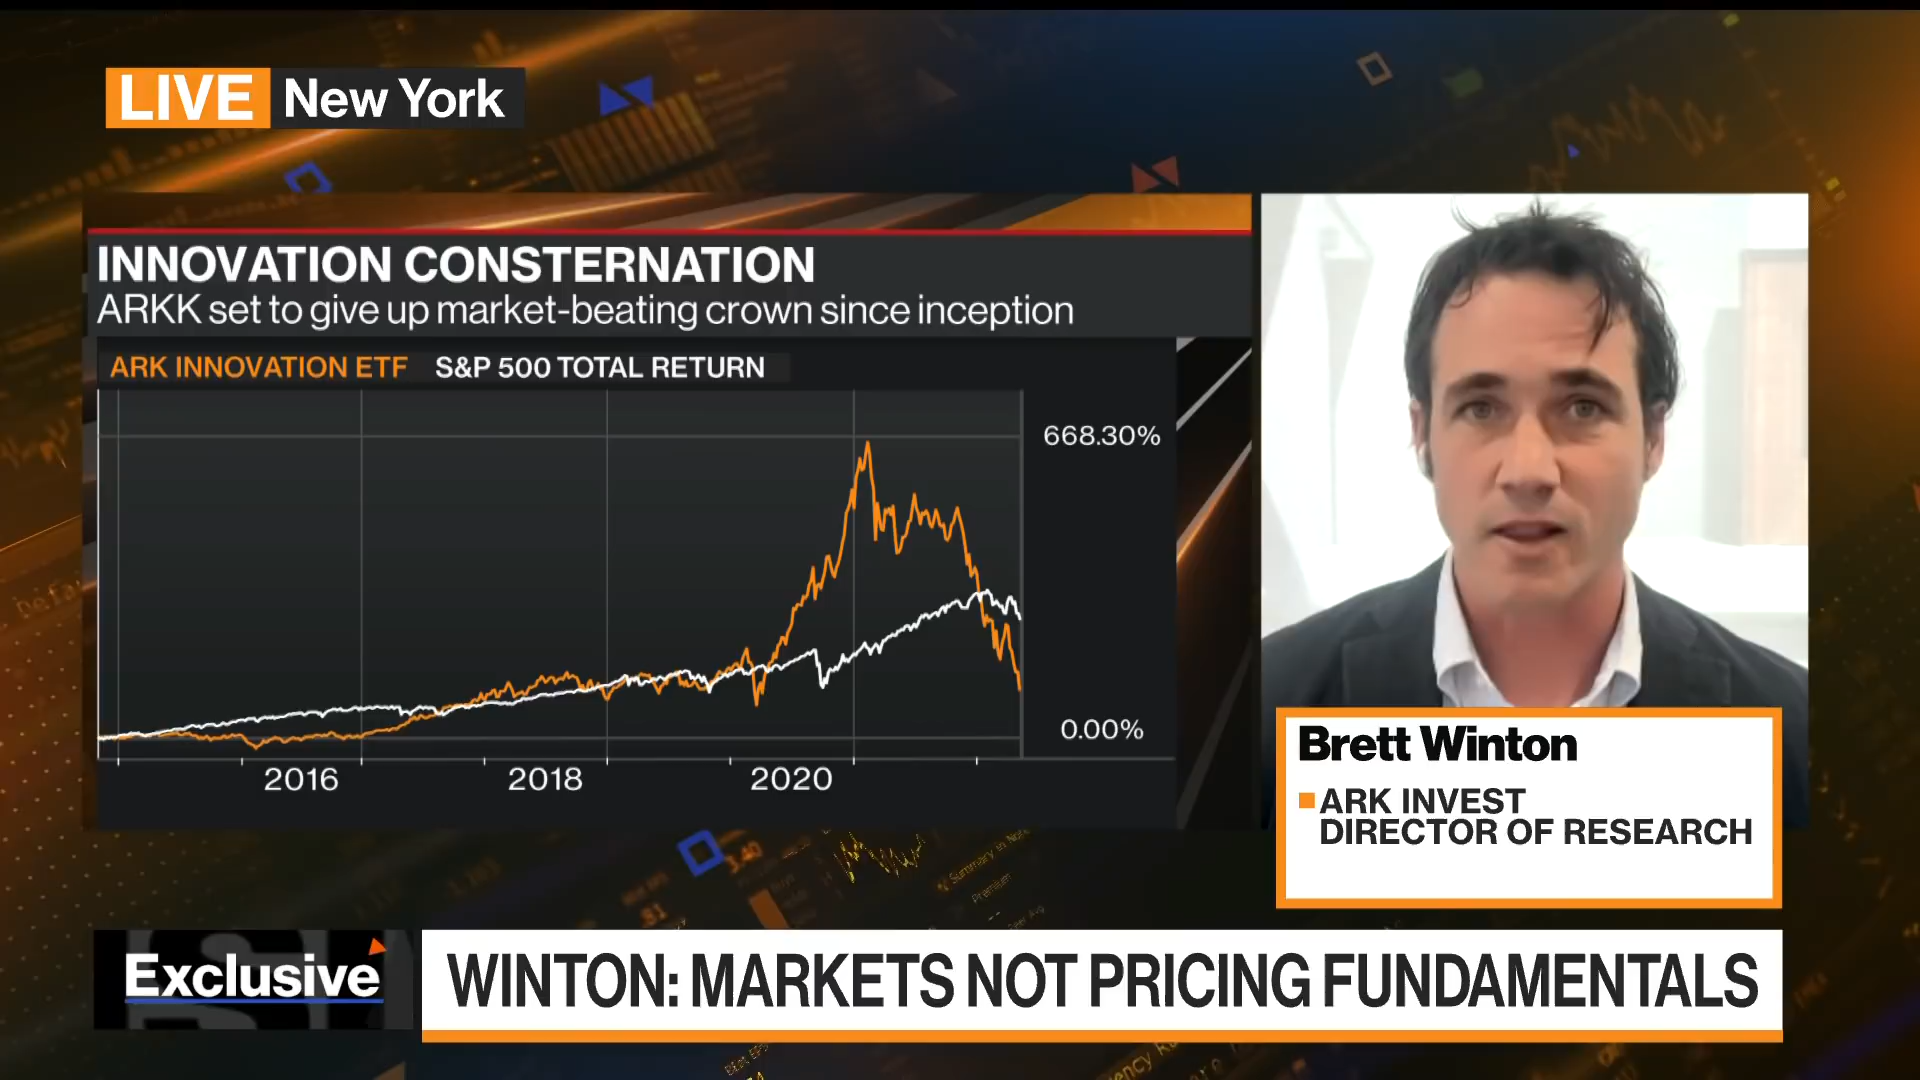 LIVE New York
INNOVATION CONSTERNATION
ARKK set to give up market-beating crown since inception
ARK INNOVATION ETF S&P 500 TOTAL RETURN
668.30%
0.00%
2016 2018 2020
Brett Winton
ARK INVEST
DIRECTOR OF RESEARCH
Exclusive
WINTON: MARKETS NOT PRICING FUNDAMENTALS